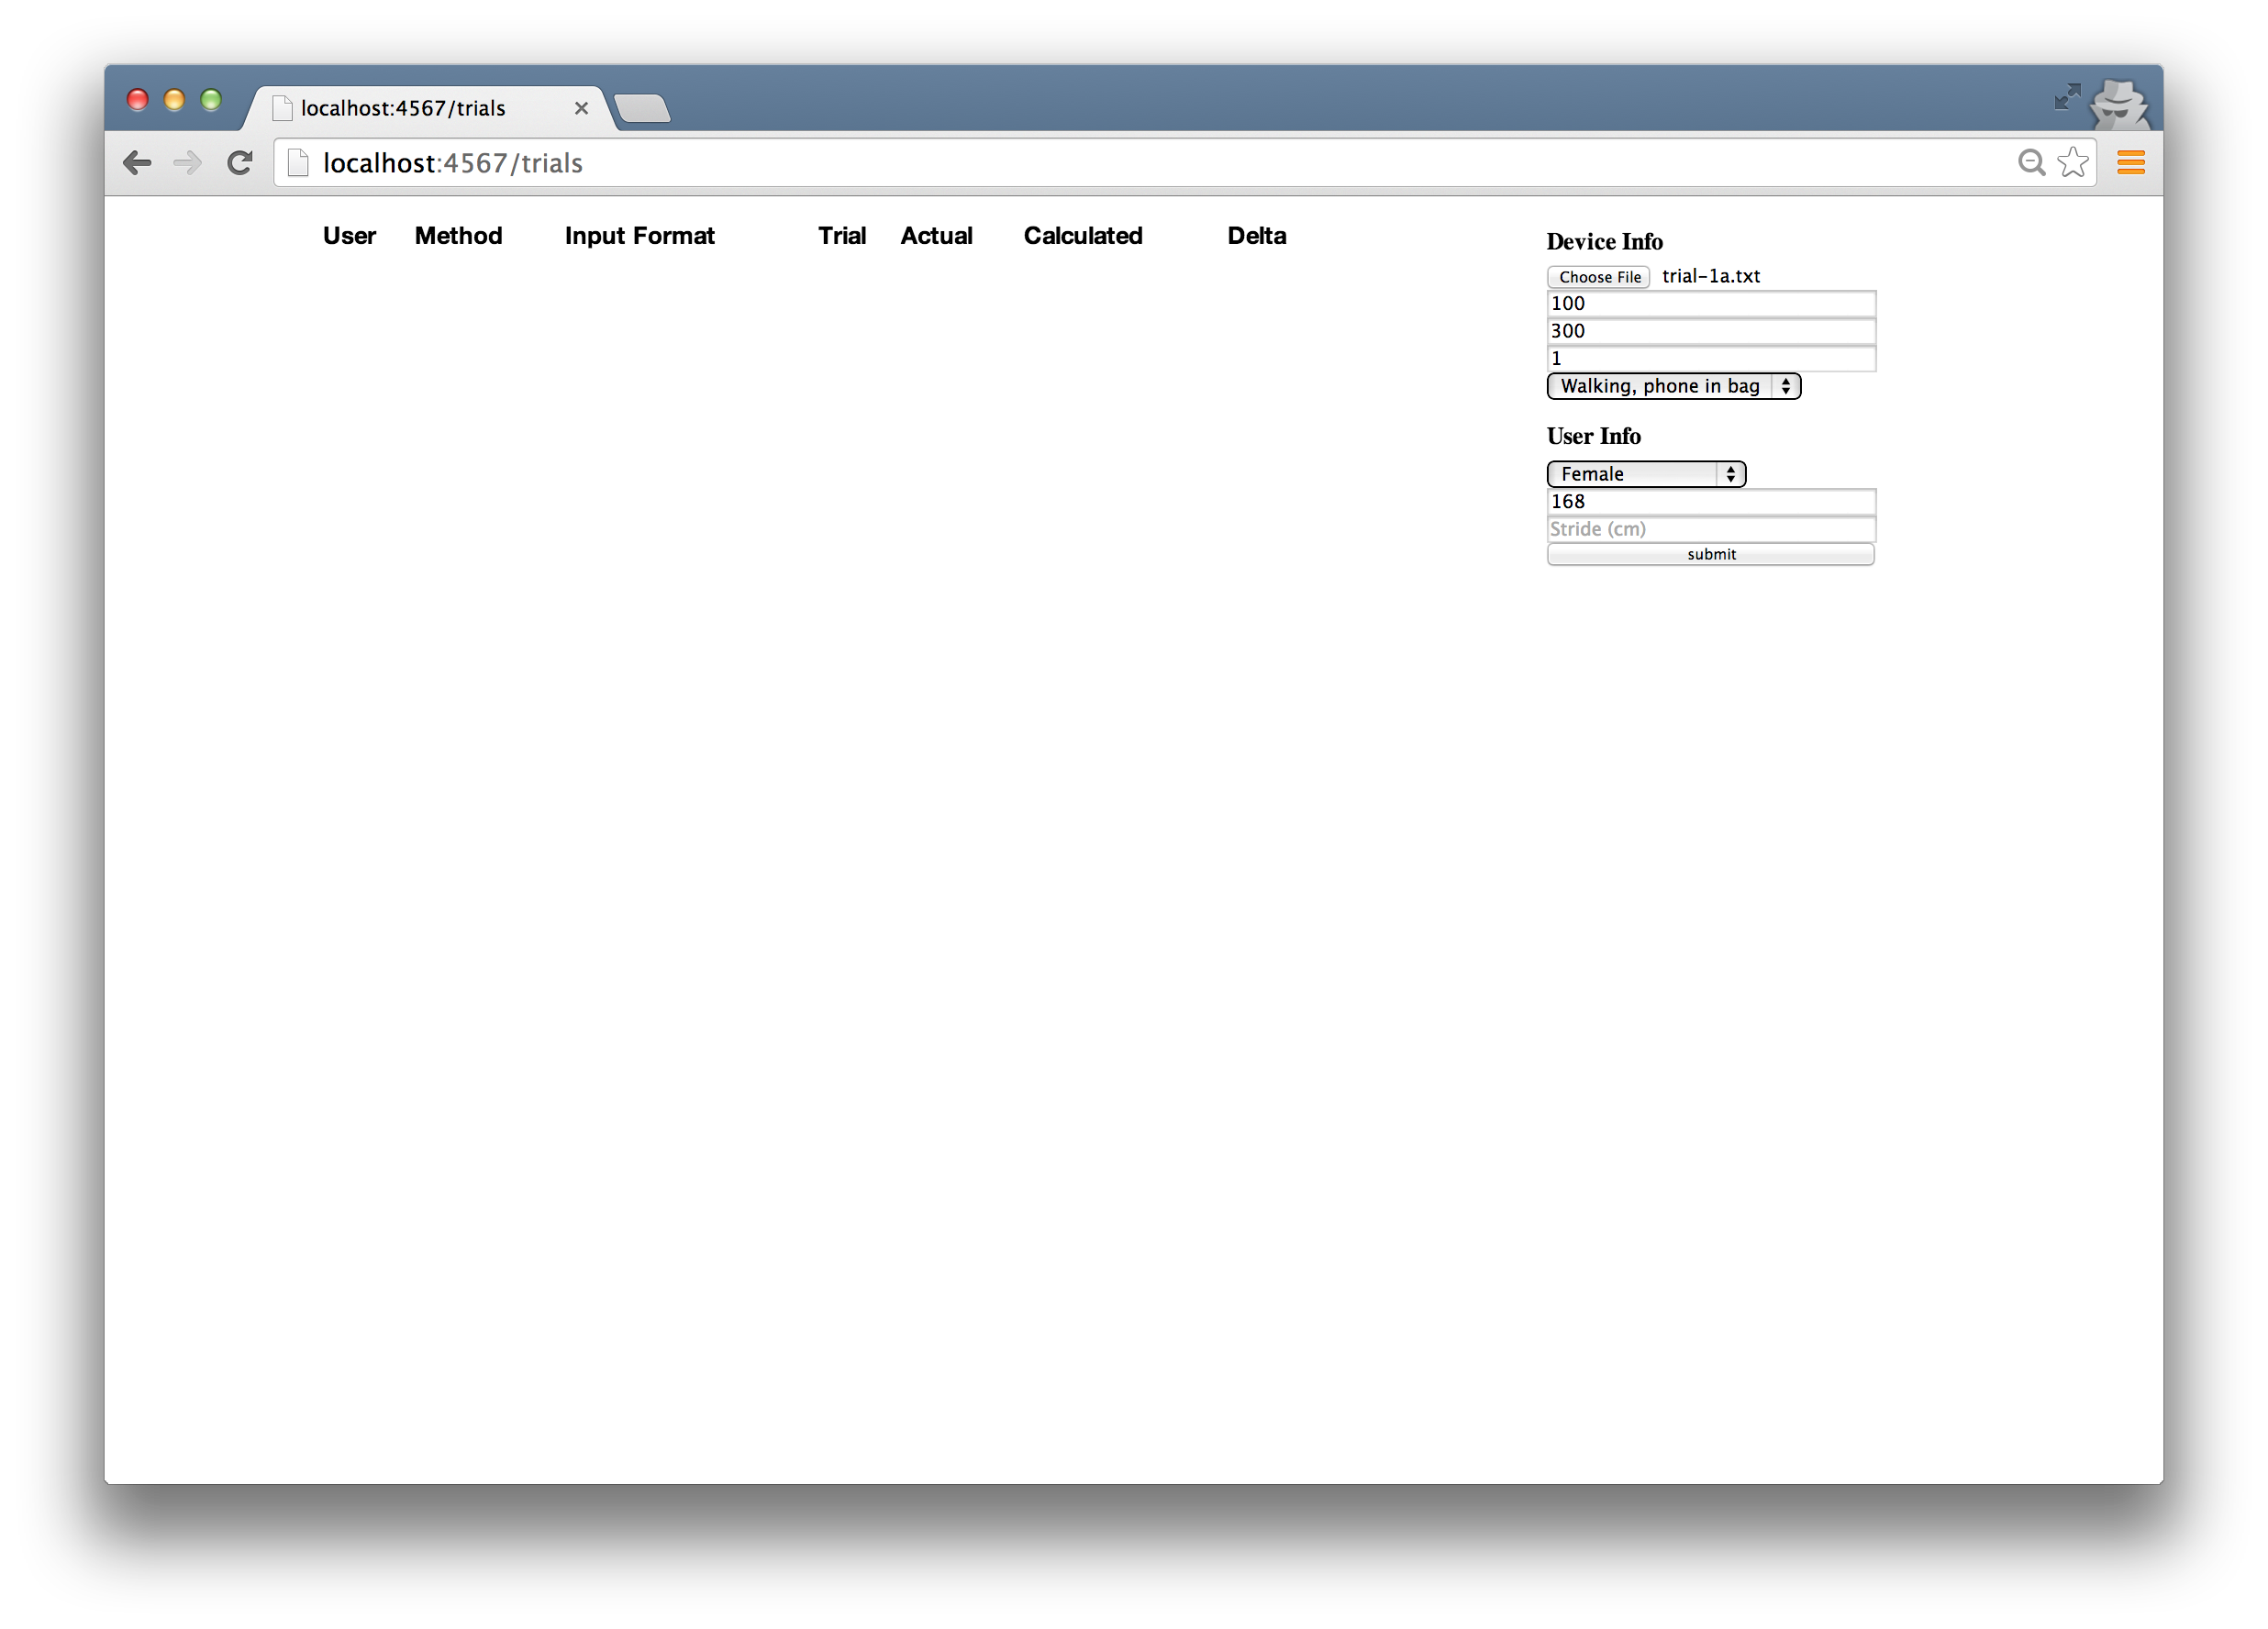 localhost:4567/trials
localhost:4567/trials
User Method Input Format Trial Actual Calculated Delta
Device Info
Choose File trial-1a.txt
100
300
1
Walking, phone in bag
User Info
Female
168
Stride (cm)
submit